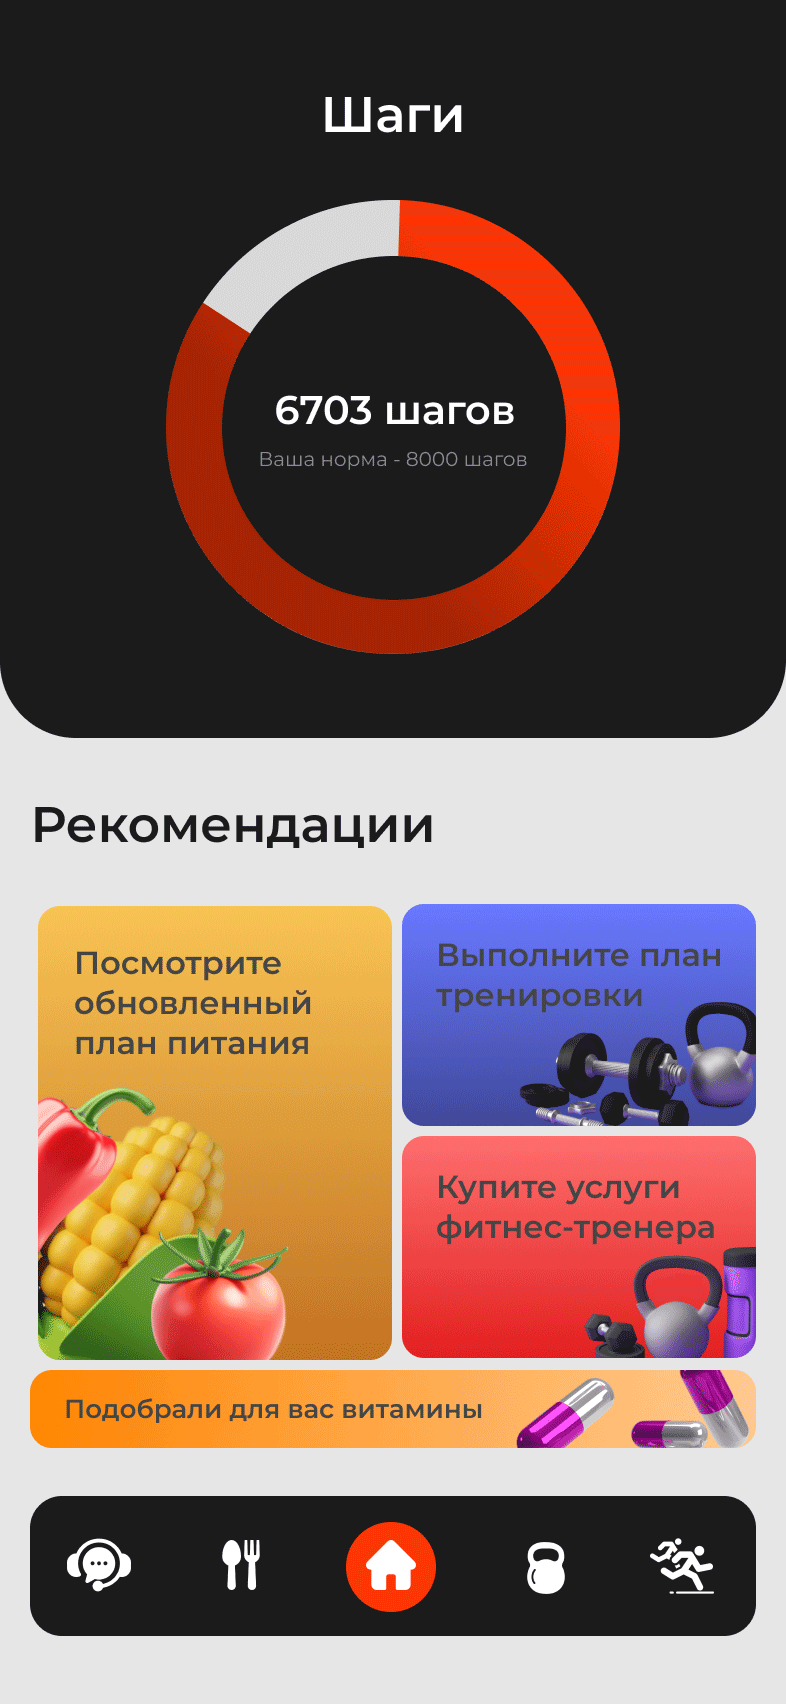 Шаги
6703 шагов
Ваша норма - 8000 шагов
Рекомендации
Посмотрите
обновленный
план питания
Выполните план
тренировки
Купите услуги
фитнес-тренера
Подобрали для вас витамины